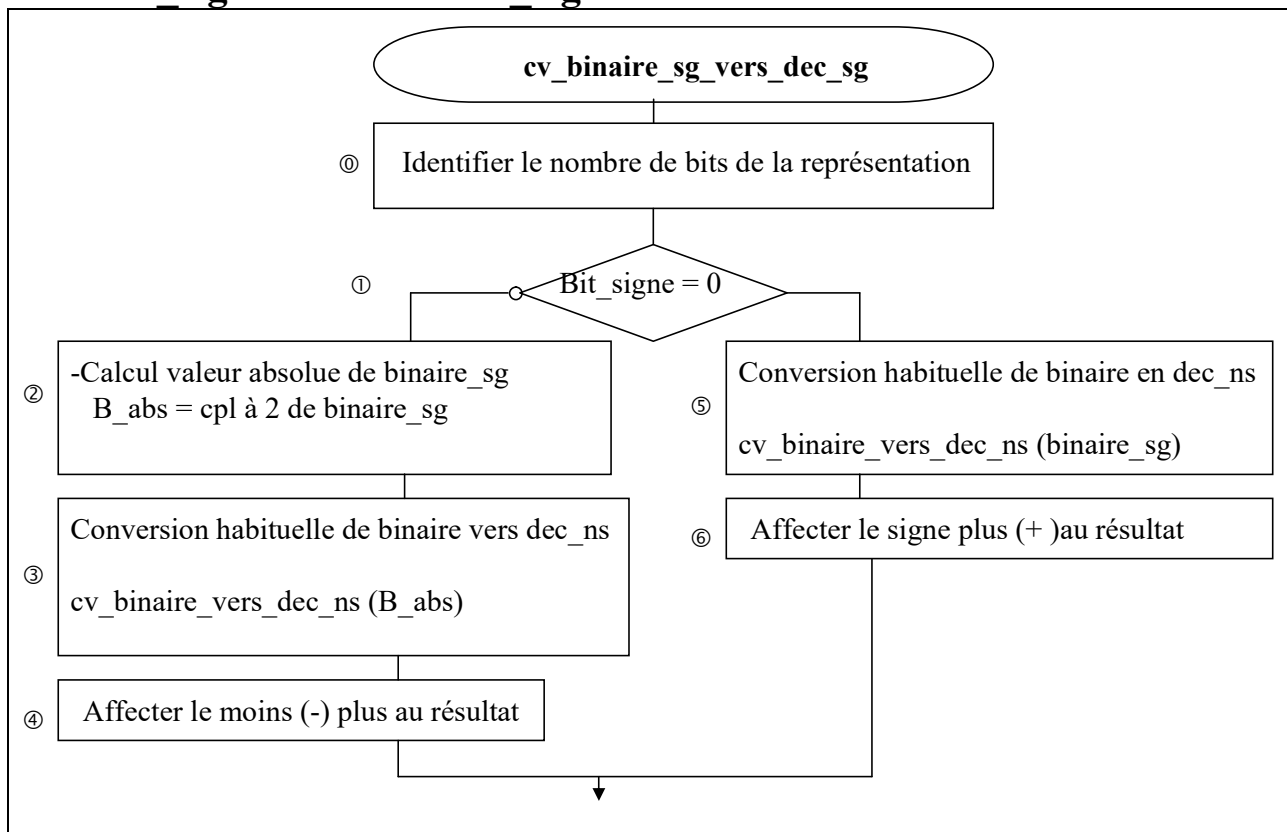 cv_binaire_sg_vers_dec_sg
⓪ Identifier le nombre de bits de la représentation
① Bit_signe = 0
② -Calcul valeur absolue de binaire_sg
B_abs = cpl à 2 de binaire_sg
③ Conversion habituelle de binaire vers dec_ns
cv_binaire_vers_dec_ns (B_abs)
④ Affecter le moins (-) plus au résultat
⑤ Conversion habituelle de binaire en dec_ns
cv_binaire_vers_dec_ns (binaire_sg)
⑥ Affecter le signe plus (+ )au résultat